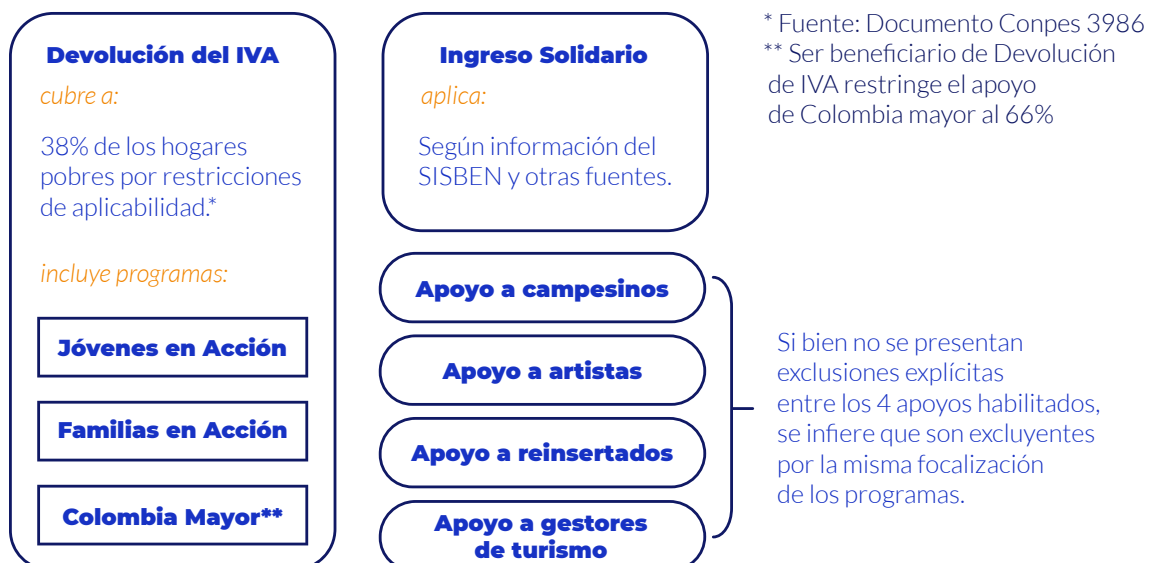 Devolución del IVA
cubre a:
38% de los hogares
pobres por restricciones
de aplicabilidad.*
incluye programas:
Jóvenes en Acción
Familias en Acción
Colombia Mayor**
Ingreso Solidario
aplica:
Según información del
SISBEN y otras fuentes.
Apoyo a campesinos
Apoyo a artistas
Apoyo a reinsertados
Apoyo a gestores
de turismo
* Fuente: Documento Conpes 3986
** Ser beneficiario de Devolución
de IVA restringe el apoyo
de Colombia mayor al 66%
Si bien no se presentan
exclusiones explícitas
entre los 4 apoyos habilitados,
se infiere que son excluyentes
por la misma focalización
de los programas.